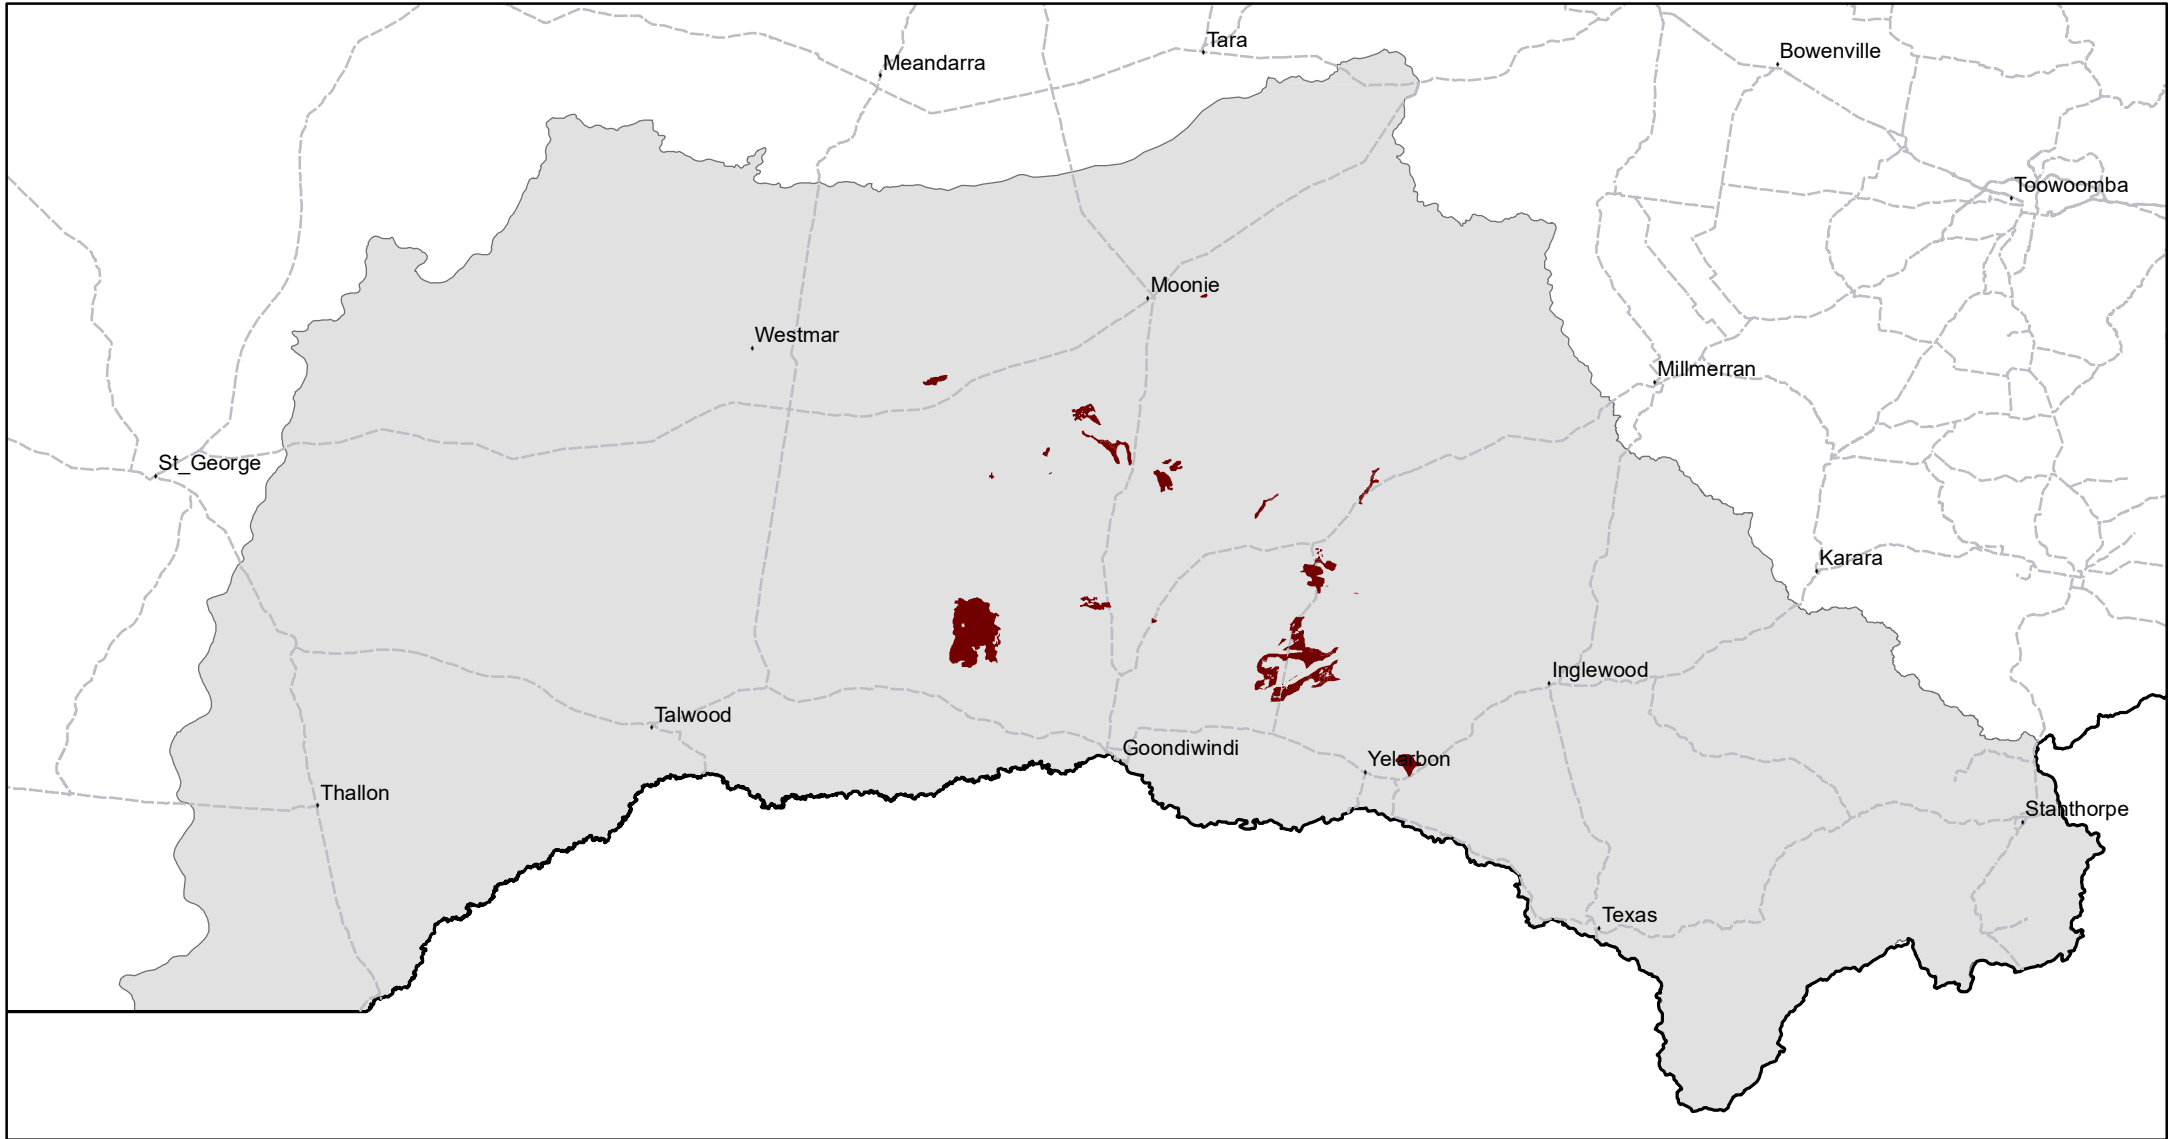 Tara
Bowenville
Meandarra
Toowoomba
Moonie
Westmar
Millmerran
St_George
Karara
Inglewood
Talwood
Goondiwindi
Yelarbon
Thallon
Stanthorpe
Texas